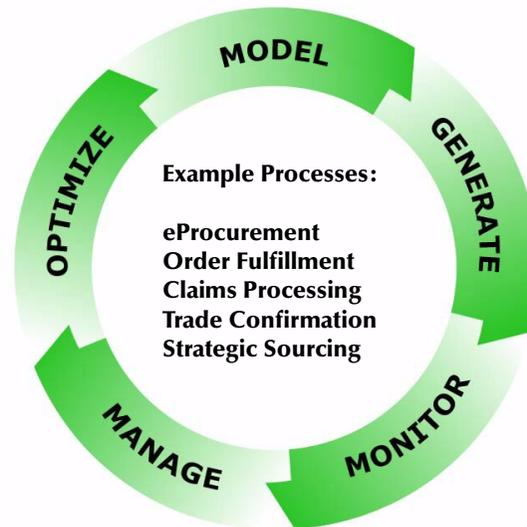 MODEL
GENERATE
MONITOR
MANAGE
OPTIMIZE
Example Processes:
eProcurement
Order Fulfillment
Claims Processing
Trade Confirmation
Strategic Sourcing